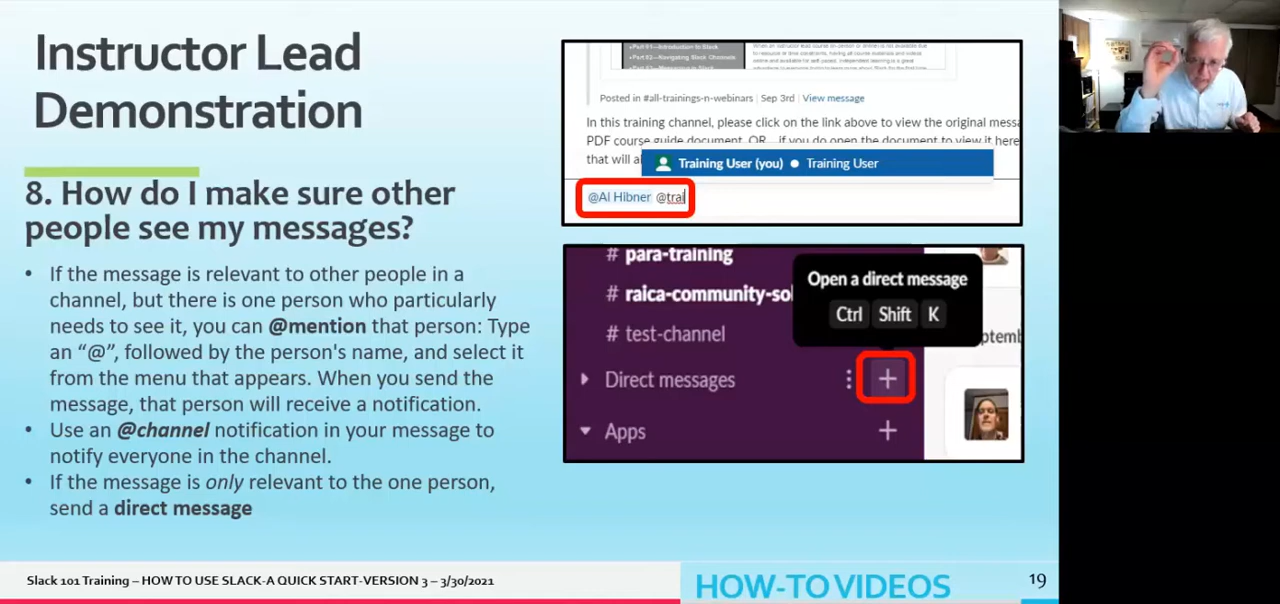 Instructor Lead
Demonstration
8. How do I make sure other
people see my messages?
• If the message is relevant to other people in a
channel, but there is one person who particularly
needs to see it, you can @mention that person: Type
an “@”, followed by the person's name, and select it
from the menu that appears. When you send the
message, that person will receive a notification.
• Use an @channel notification in your message to
notify everyone in the channel.
• If the message is only relevant to the one person,
send a direct message
Posted in #all-trainings-n-webinars | Sep 3rd | View message
In this training channel, please click on the link above to view the original messa
PDF course guide document. OR if you do open the document to view it here
that will a
Training User (you) Training User
@Al Hibner @trai
# para-training
# raica-community-sol
# test-channel
Open a direct message
Ctrl Shift K
Direct messages
Apps
Slack 101 Training – HOW TO USE SLACK-A QUICK START-VERSION 3 – 3/30/2021
HOW-TO VIDEOS
19